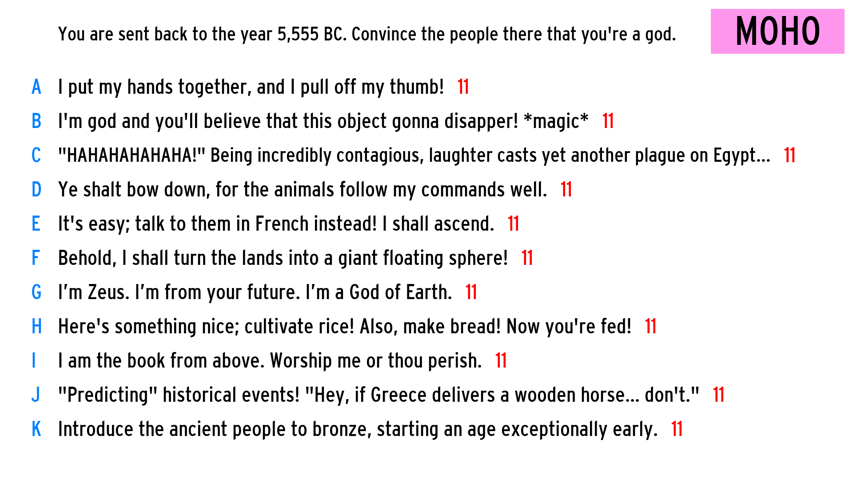 You are sent back to the year 5,555 BC. Convince the people there that you're a god.
MOHO
A I put my hands together, and I pull off my thumb! 11
B I'm god and you'll believe that this object gonna disapper! *magic* 11
C "HAHAHAHAHAHA!" Being incredibly contagious, laughter casts yet another plague on Egypt... 11
D Ye shalt bow down, for the animals follow my commands well. 11
E It's easy; talk to them in French instead! I shall ascend. 11
F Behold, I shall turn the lands into a giant floating sphere! 11
G I’m Zeus. I’m from your future. I’m a God of Earth. 11
H Here's something nice; cultivate rice! Also, make bread! Now you're fed! 11
I I am the book from above. Worship me or thou perish. 11
J "Predicting" historical events! "Hey, if Greece delivers a wooden horse... don't." 11
K Introduce the ancient people to bronze, starting an age exceptionally early. 11